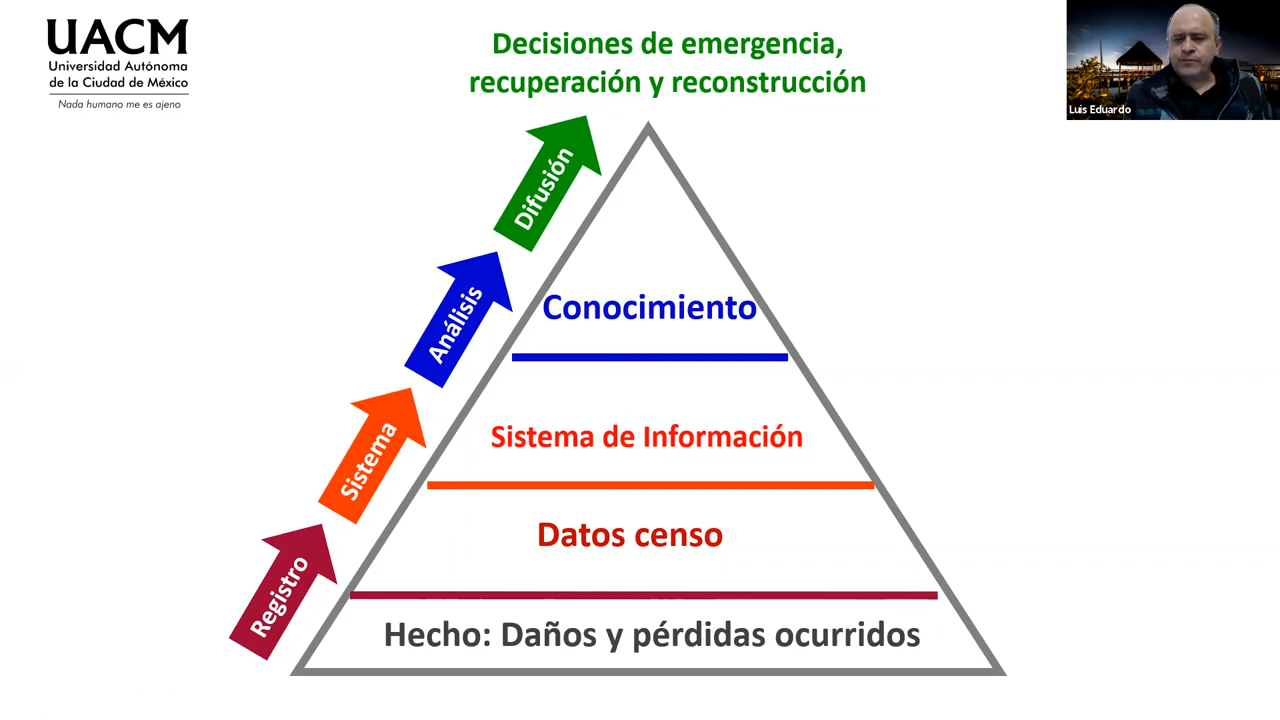 UACM
Universidad Autónoma
de la Ciudad de México
Nada humano me es ajeno
Decisiones de emergencia,
recuperación y reconstrucción
Luis Eduardo
Difusión
Conocimiento
Análisis
Sistema de Información
Sistema
Datos censo
Registro
Hecho: Daños y pérdidas ocurridos